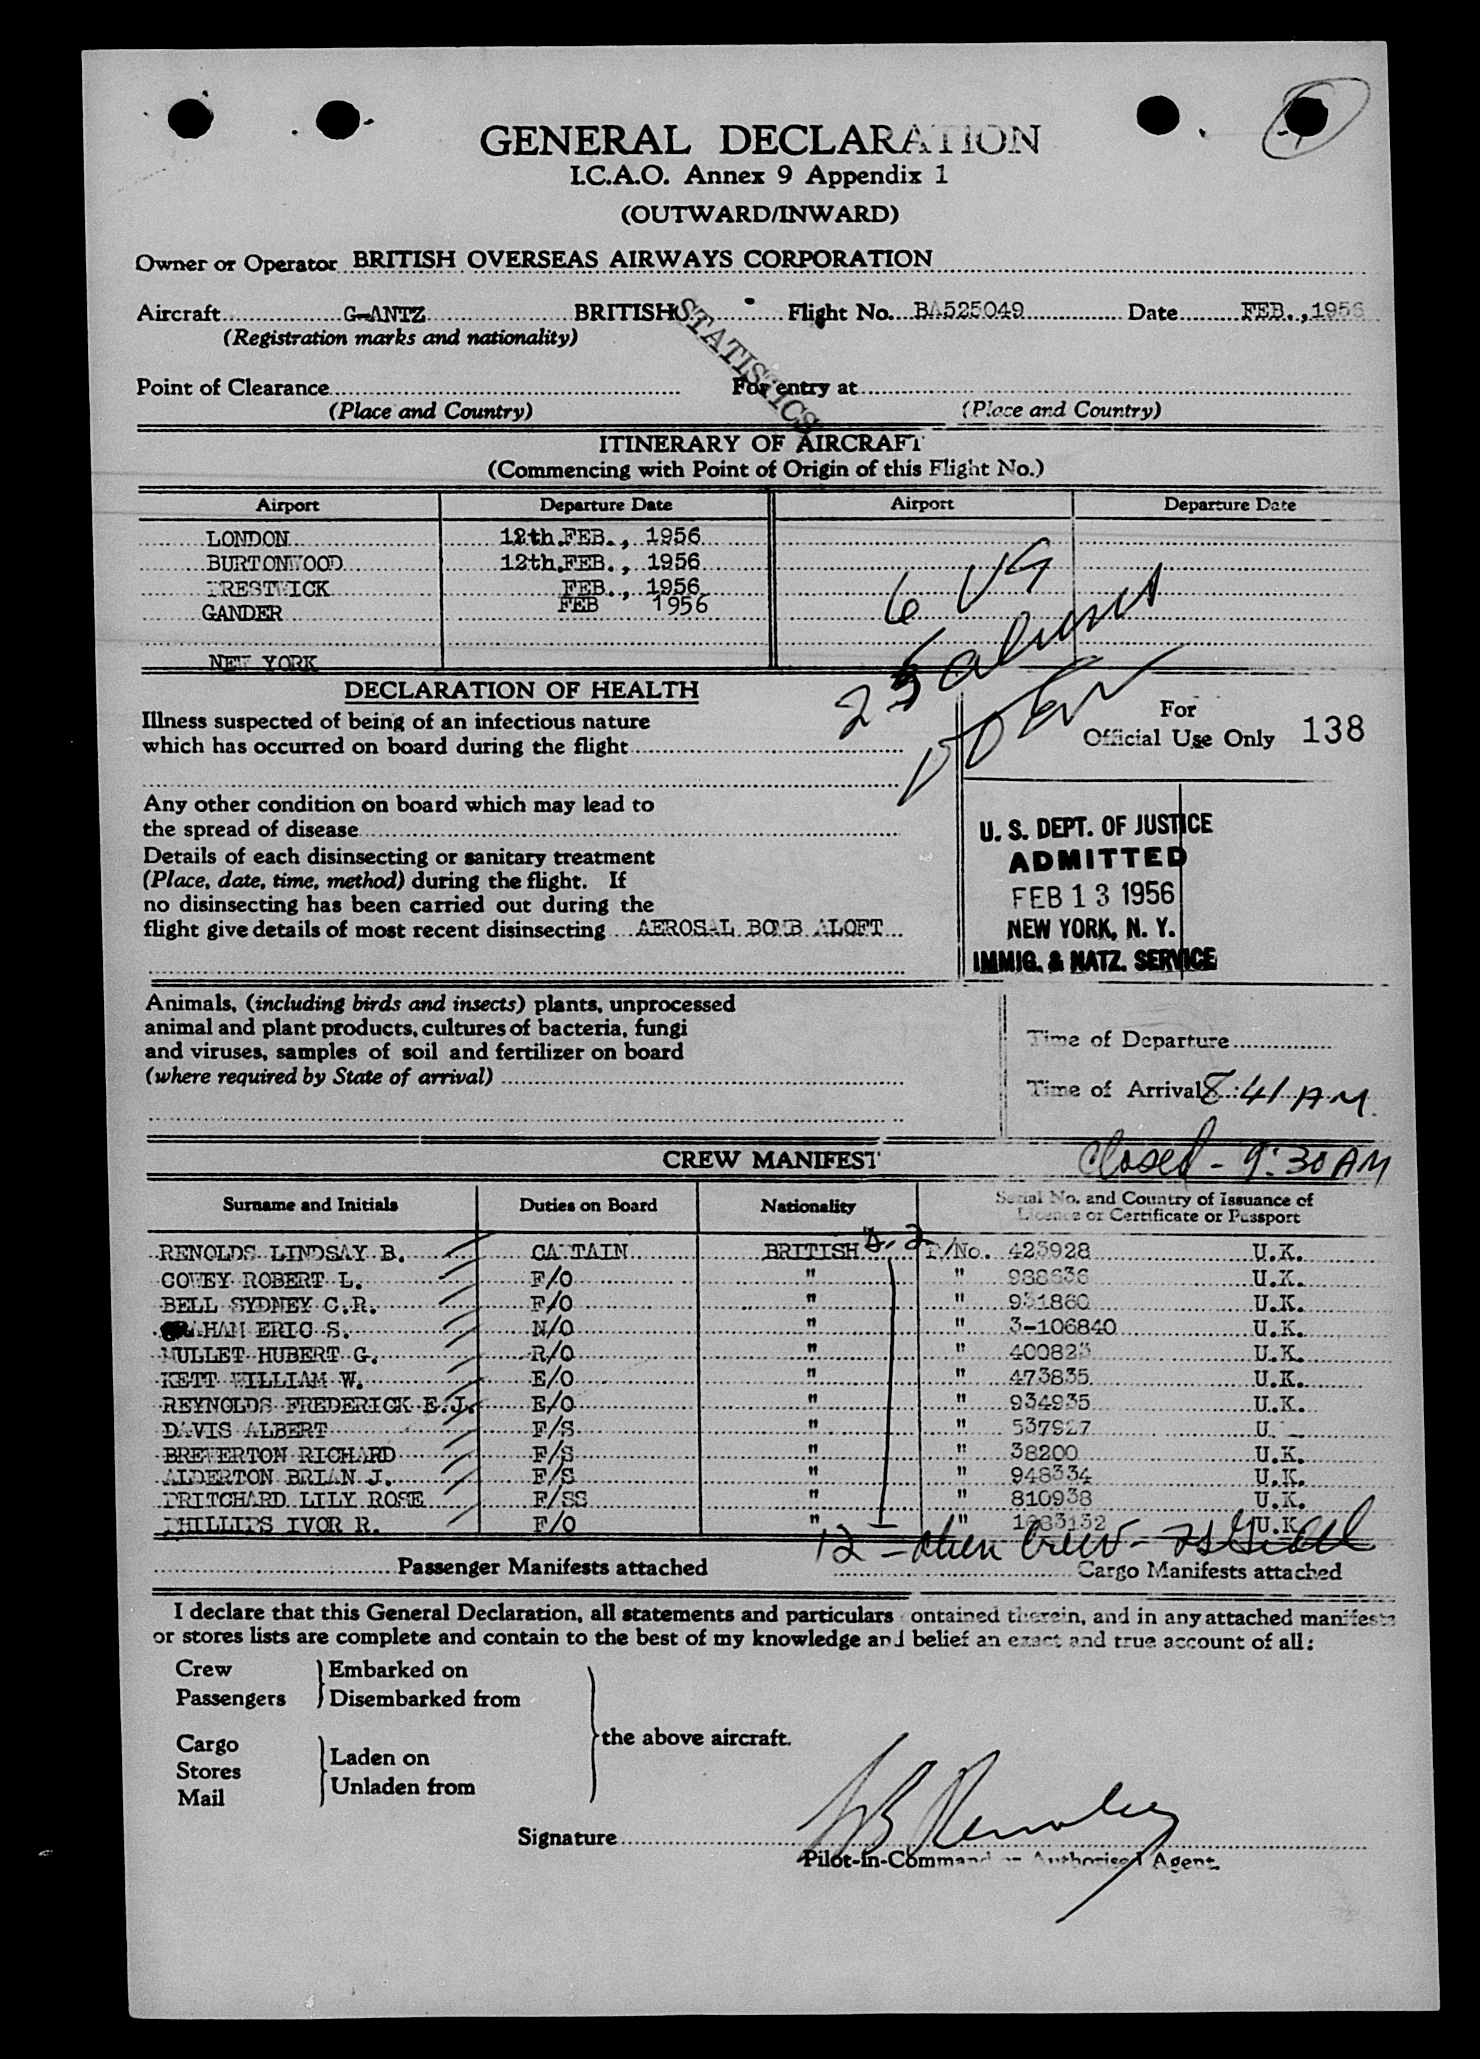 GENERAL DECLARATION
I.C.A.O. Annex 9 Appendix 1
(OUTWARD/INWARD)
Owner or Operator BRITISH OVERSEAS AIRWAYS CORPORATION
Aircraft G-ANTZ BRITISH Flight No. BA525049 Date FEB., 1956
(Registration marks and nationality)
STATISTICS
Point of Clearance For entry at
(Place and Country) (Place and Country)
ITINERARY OF AIRCRAFT
(Commencing with Point of Origin of this Flight No.)
Airport Departure Date Airport Departure Date
LONDON 12th.FEB., 1956
BURTONWOOD 12th.FEB., 1956
PRESTWICK FEB., 1956
GANDER FEB 1956
6 US
25 aliens
NEW YORK
DECLARATION OF HEALTH
Illness suspected of being of an infectious nature
which has occurred on board during the flight
For
Official Use Only 138
Any other condition on board which may lead to
the spread of disease
Details of each disinsecting or sanitary treatment
(Place, date, time, method) during the flight. If
no disinsecting has been carried out during the
flight give details of most recent disinsecting AEROSAL BOMB ALOFT
U. S. DEPT. OF JUSTICE
ADMITTED
FEB 13 1956
NEW YORK, N. Y.
IMMIG. & NATZ. SERVICE
Animals, (including birds and insects) plants, unprocessed
animal and plant products, cultures of bacteria, fungi
and viruses, samples of soil and fertilizer on board
(where required by State of arrival)
Time of Departure
Time of Arrival 8:41 AM.
Closed - 9:30 AM
CREW MANIFEST
Surname and Initials Duties on Board Nationality Serial No. and Country of Issuance of
Licence or Certificate or Passport
RENOLDS LINDSAY B. CAPTAIN BRITISH D-2 P/No. 423928 U.K.
COVEY ROBERT L. F/O " " 988636 U.K.
BELL SYDNEY C.R. F/O " " 931860 U.K.
GRAHAM ERIC S. N/O " " 3-106840 U.K.
MULLET HUBERT G. R/O " " 400823 U.K.
KETT WILLIAM W. E/O " " 473835 U.K.
REYNOLDS FREDERICK E.J. E/O " " 934935 U.K.
DAVIS ALBERT F/S " " 537927 U.
BREVERTON RICHARD F/S " " 38200 U.K.
ALDERTON BRIAN J. F/S " " 948334 U.K.
PRITCHARD LILY ROSE F/SS " " 810938 U.K.
PHILLIPS IVOR R. F/O " " 1083132 U.K.
12 - alien crew -
Passenger Manifests attached Cargo Manifests attached
I declare that this General Declaration, all statements and particulars contained therein, and in any attached manifests
or stores lists are complete and contain to the best of my knowledge and belief an exact and true account of all:
Crew
Passengers
Embarked on
Disembarked from
Cargo
Stores
Mail
Laden on
Unladen from
the above aircraft.
Signature
Pilot-in-Command or Authorised Agent.